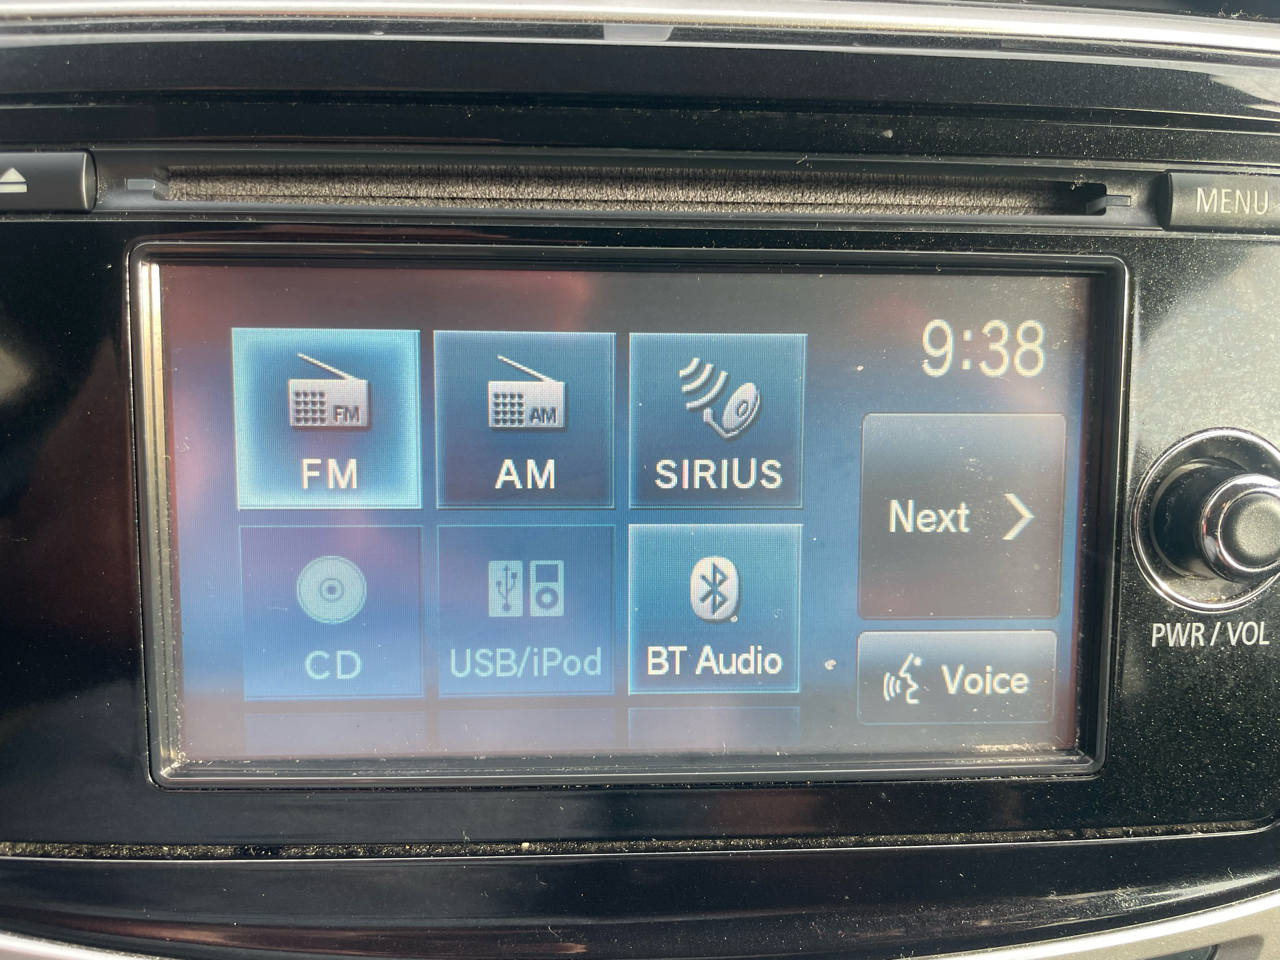 MENU
9:38
FM
FM
AM
AM
SIRIUS
Next
CD
USB/iPod
BT Audio
Voice
PWR / VOL